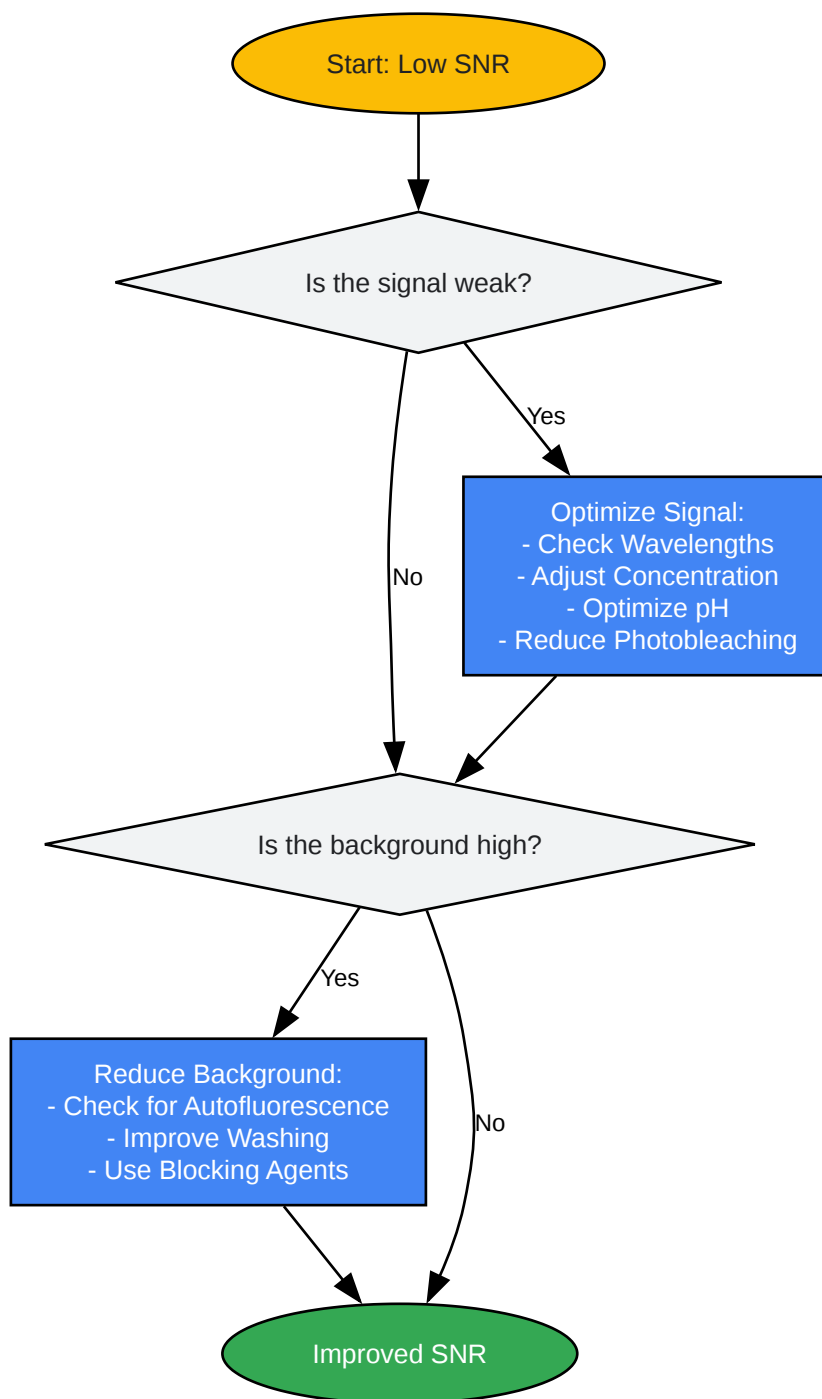 Start: Low SNR
Is the signal weak?
Yes
Optimize Signal:
- Check Wavelengths
- Adjust Concentration
- Optimize pH
- Reduce Photobleaching
No
Is the background high?
Yes
Reduce Background:
- Check for Autofluorescence
- Improve Washing
- Use Blocking Agents
No
Improved SNR